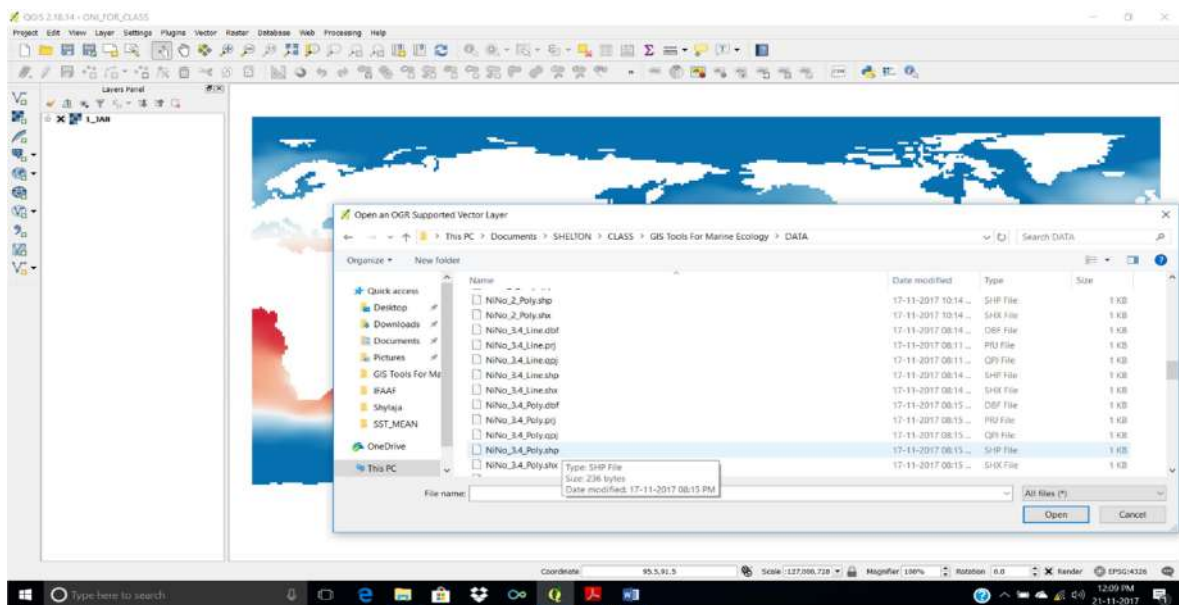 QGIS 2.18.14 - ONI_FOR_CLASS
Project Edit View Layer Settings Plugins Vector Raster Database Web Processing Help
Layers Panel
1_JAN
Open an OGR Supported Vector Layer
This PC > Documents > SHELTON > CLASS > GIS Tools For Marine Ecology > DATA
Search DATA
Organize New folder
Quick access
Desktop
Downloads
Documents
Pictures
GIS Tools For Ma
IFAAF
Shylaja
SST_MEAN
OneDrive
This PC
Name Date modified Type Size
NiNo_2_Poly.shp 17-11-2017 10:14 ... SHP File 1 KB
NiNo_2_Poly.shx 17-11-2017 10:14 ... SHX File 1 KB
NiNo_3.4_Line.dbf 17-11-2017 08:14 ... DBF File 1 KB
NiNo_3.4_Line.prj 17-11-2017 08:11 ... PRJ File 1 KB
NiNo_3.4_Line.qpj 17-11-2017 08:11 ... QPJ File 1 KB
NiNo_3.4_Line.shp 17-11-2017 08:14 ... SHP File 1 KB
NiNo_3.4_Line.shx 17-11-2017 08:14 ... SHX File 1 KB
NiNo_3.4_Poly.dbf 17-11-2017 08:15 ... DBF File 1 KB
NiNo_3.4_Poly.prj 17-11-2017 08:15 ... PRJ File 1 KB
NiNo_3.4_Poly.qpj 17-11-2017 08:15 ... QPJ File 1 KB
NiNo_3.4_Poly.shp 17-11-2017 08:15 ... SHP File 1 KB
NiNo_3.4_Poly.shx 17-11-2017 08:15 ... SHX File 1 KB
Type: SHP File
Size: 236 bytes
Date modified: 17-11-2017 08:15 PM
File name: All files (*)
Open Cancel
Coordinate 95.5,91.5 Scale 1:127,000,728 Magnifier 100% Rotation 0.0 Render EPSG:4326
Type here to search
12:09 PM
21-11-2017